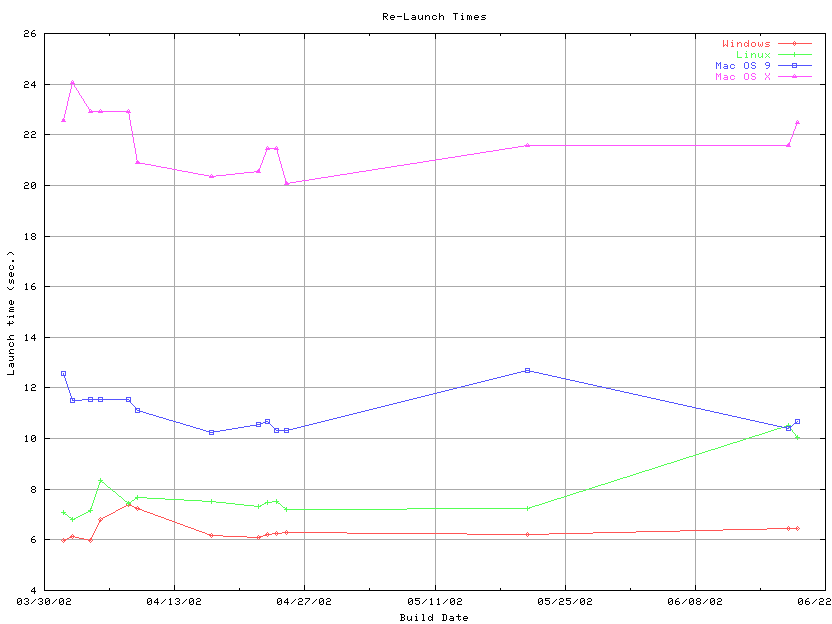 Re-Launch Times
26
24
22
20
18
16
14
12
10
8
6
4
Launch time (sec.)
Windows
Linux
Mac OS 9
Mac OS X
03/30/02 04/13/02 04/27/02 05/11/02 05/25/02 06/08/02 06/22
Build Date